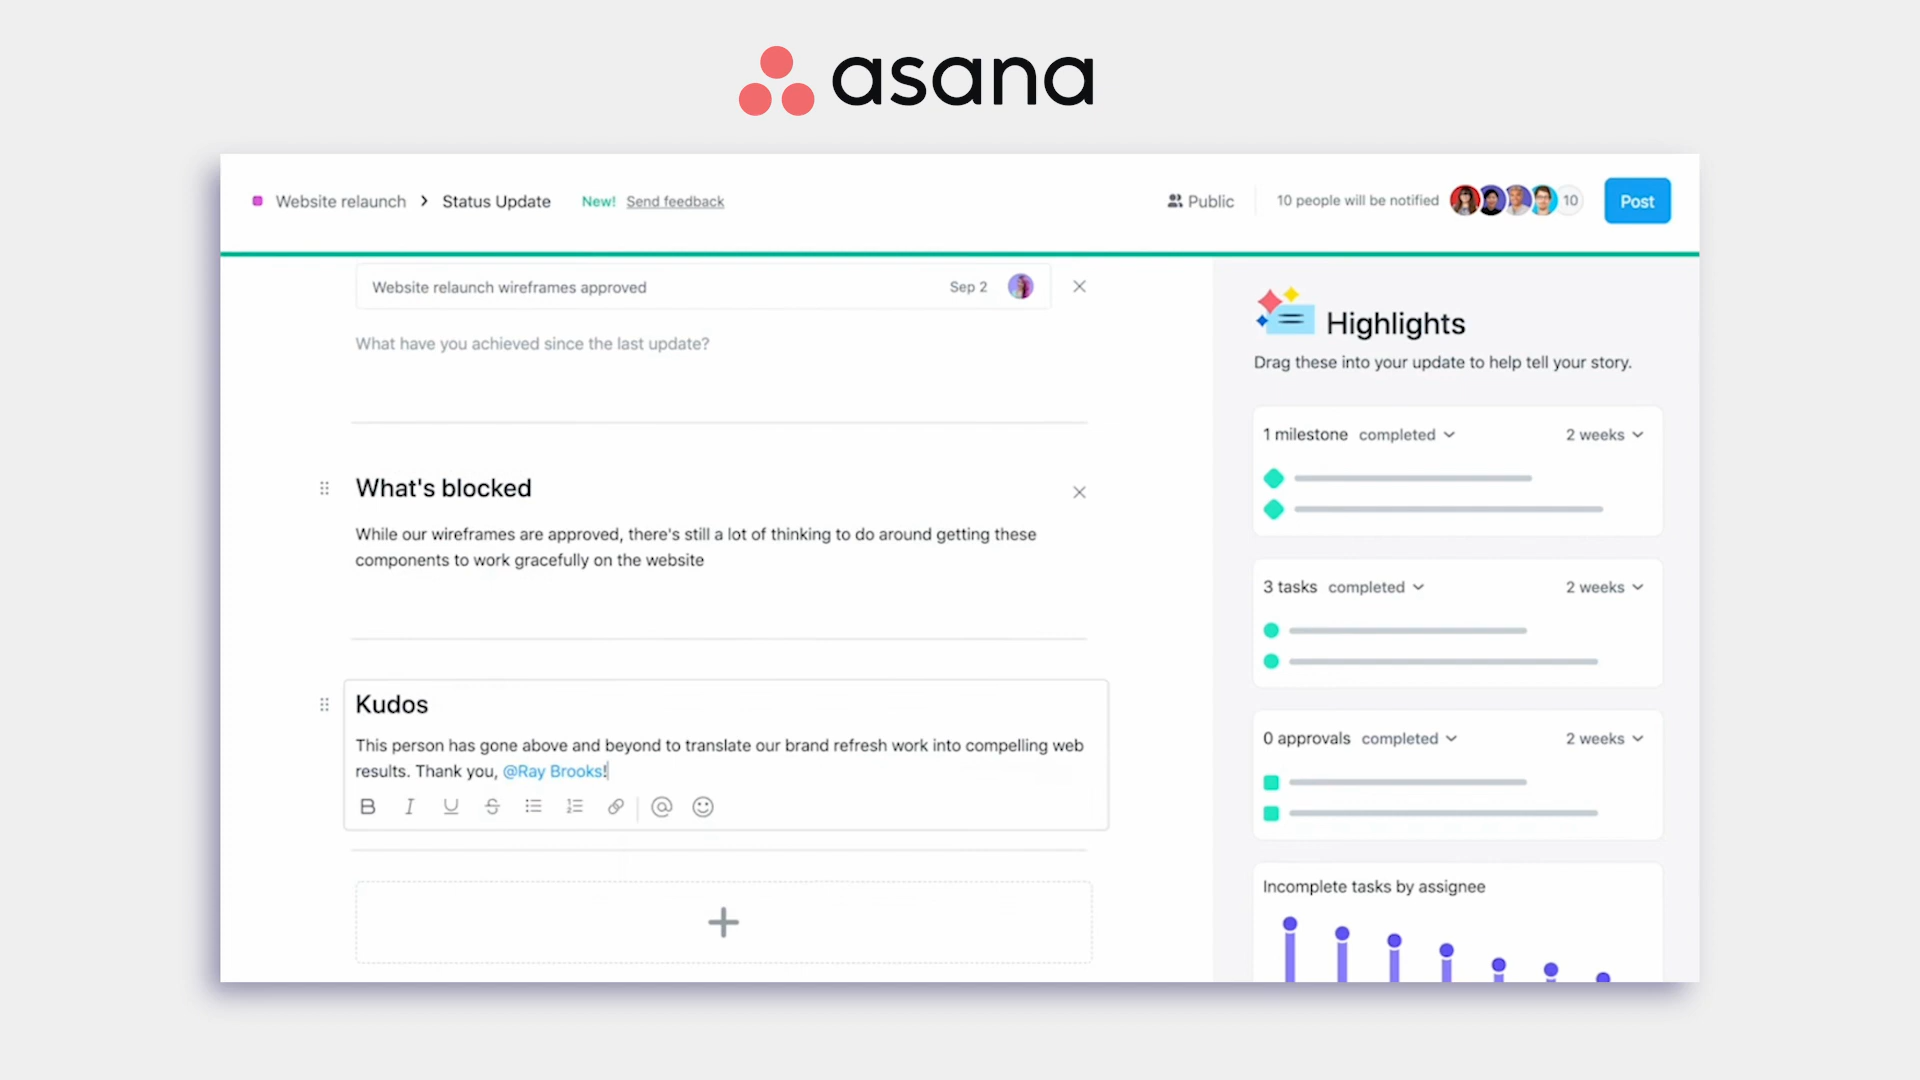 asana
Website relaunch > Status Update New! Send feedback Public 10 people will be notified 10 Post
Website relaunch wireframes approved Sep 2
What have you achieved since the last update?
What's blocked
While our wireframes are approved, there's still a lot of thinking to do around getting these
components to work gracefully on the website
Kudos
This person has gone above and beyond to translate our brand refresh work into compelling web
results. Thank you, @Ray Brooks!
Highlights
Drag these into your update to help tell your story.
1 milestone completed 2 weeks
3 tasks completed 2 weeks
0 approvals completed 2 weeks
Incomplete tasks by assignee